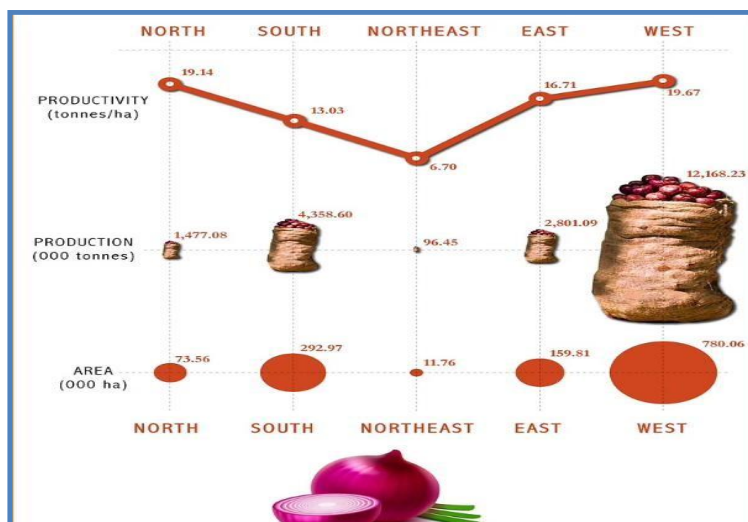 NORTH SOUTH NORTHEAST EAST WEST
19.14 13.03 6.70 16.71 19.67
PRODUCTIVITY
(tonnes/ha)
1,477.08 4,358.60 96.45 2,801.09 12,168.23
PRODUCTION
(000 tonnes)
73.56 292.97 11.76 159.81 780.06
AREA
(000 ha)
NORTH SOUTH NORTHEAST EAST WEST